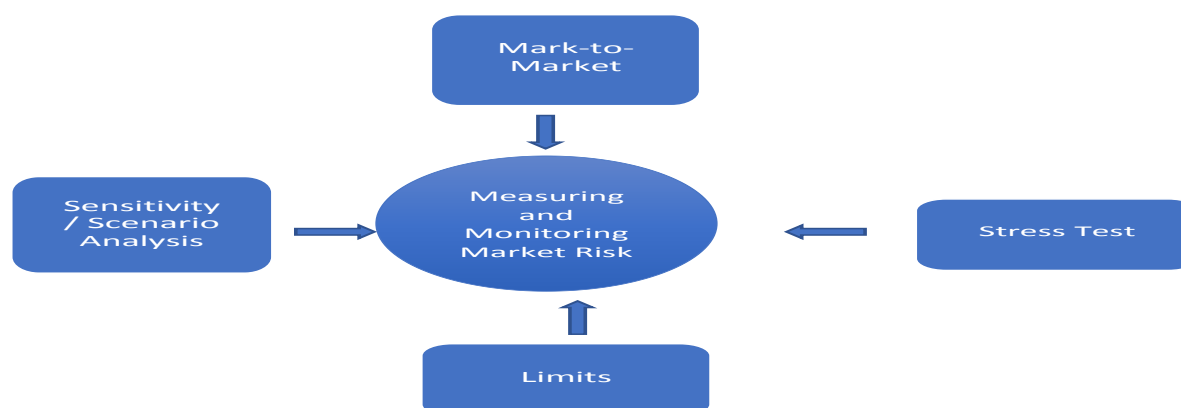 Mark-to-
Market
Sensitivity
/ Scenario
Analysis
Measuring
and
Monitoring
Market Risk
Stress Test
Limits